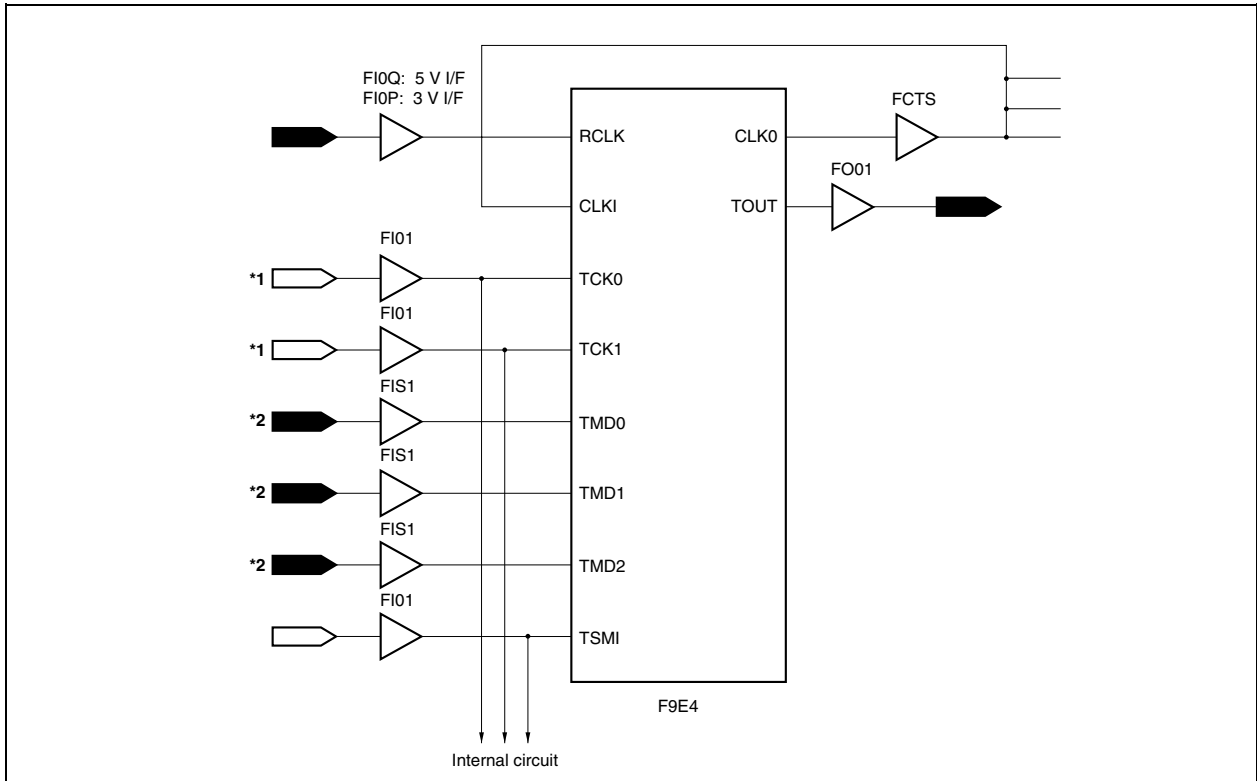 FI0Q: 5 V I/F
FI0P: 3 V I/F
FCTS
RCLK
CLK0
FO01
CLKI
TOUT
FI01
*1
TCK0
FI01
*1
TCK1
FIS1
*2
TMD0
FIS1
*2
TMD1
FIS1
*2
TMD2
FI01
TSMI
F9E4
Internal circuit